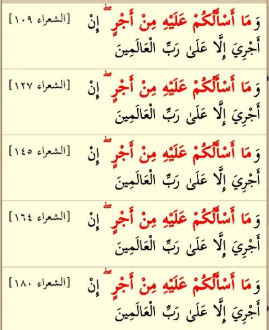 وَمَا أَسْأَلُكُمْ عَلَيْهِ مِنْ أَجْرٍ ۖ إِنْ [الشعراء ١٠٩]
أَجْرِيَ إِلَّا عَلَىٰ رَبِّ الْعَالَمِينَ
وَمَا أَسْأَلُكُمْ عَلَيْهِ مِنْ أَجْرٍ ۖ إِنْ [الشعراء ١٢٧]
أَجْرِيَ إِلَّا عَلَىٰ رَبِّ الْعَالَمِينَ
وَمَا أَسْأَلُكُمْ عَلَيْهِ مِنْ أَجْرٍ ۖ إِنْ [الشعراء ١٤٥]
أَجْرِيَ إِلَّا عَلَىٰ رَبِّ الْعَالَمِينَ
وَمَا أَسْأَلُكُمْ عَلَيْهِ مِنْ أَجْرٍ ۖ إِنْ [الشعراء ١٦٤]
أَجْرِيَ إِلَّا عَلَىٰ رَبِّ الْعَالَمِينَ
وَمَا أَسْأَلُكُمْ عَلَيْهِ مِنْ أَجْرٍ ۖ إِنْ [الشعراء ١٨٠]
أَجْرِيَ إِلَّا عَلَىٰ رَبِّ الْعَالَمِينَ